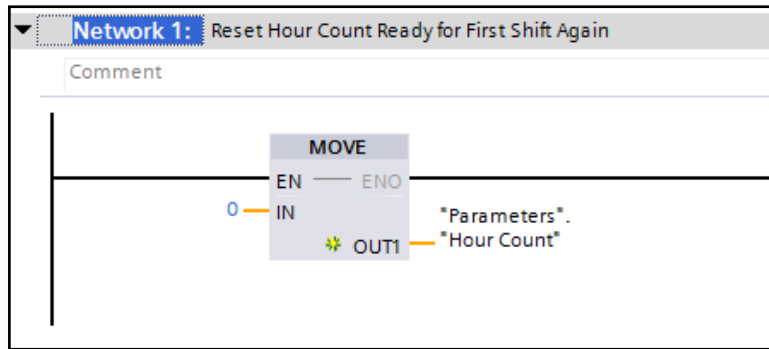 Network 1: Reset Hour Count Ready for First Shift Again
Comment
MOVE
EN ENO
0 IN
OUT1
"Parameters".
"Hour Count"